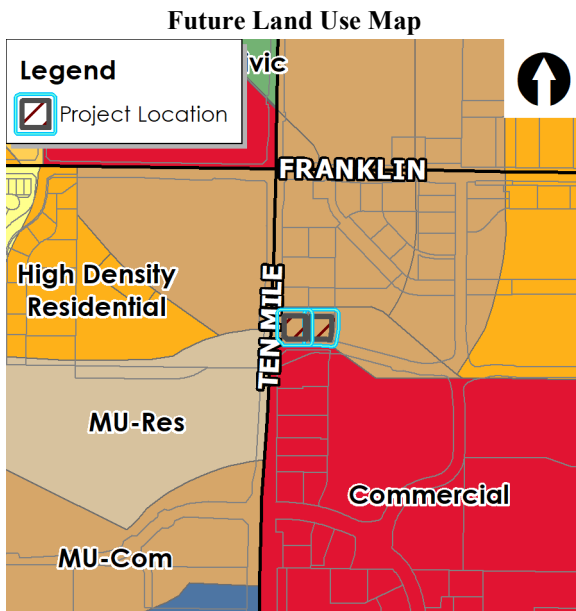 Future Land Use Map
Legend
Project Location
vic
FRANKLIN
High Density
Residential
TEN MILE
MU-Res
Commercial
MU-Com